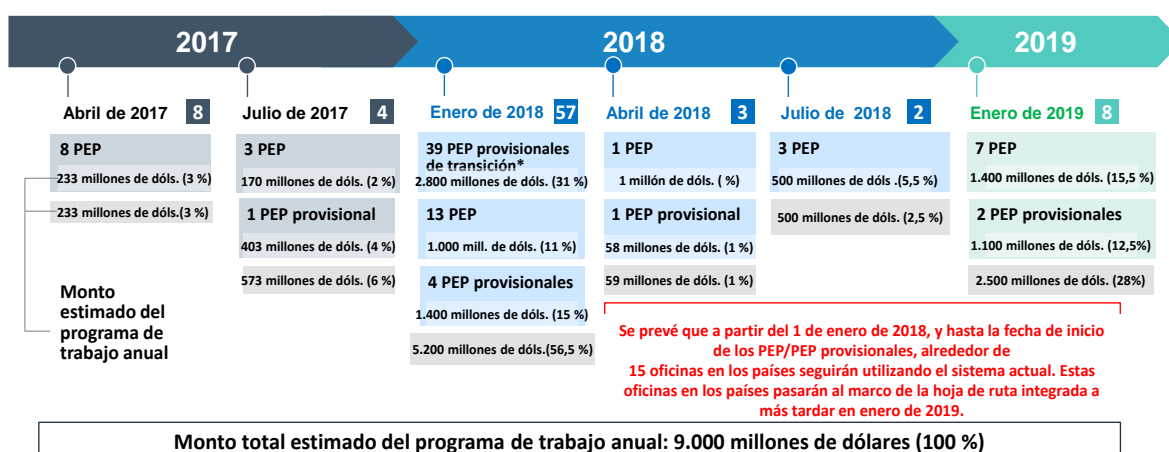 2017
2018
2019
Abril de 2017 8
8 PEP
233 millones de dóls. (3 %)
233 millones de dóls.(3 %)
Monto
estimado del
programa de
trabajo anual
Julio de 2017 4
3 PEP
170 millones de dóls. (2 %)
1 PEP provisional
403 millones de dóls. (4 %)
573 millones de dóls. (6 %)
Enero de 2018 57
39 PEP provisionales
de transición*
2.800 millones de dóls. (31 %)
13 PEP
1.000 mill. de dóls. (11 %)
4 PEP provisionales
1.400 millones de dóls. (15 %)
5.200 millones de dóls.(56,5 %)
Abril de 2018 3
1 PEP
1 millón de dóls. ( %)
1 PEP provisional
58 millones de dóls. (1 %)
59 millones de dóls. (1 %)
Julio de 2018 2
3 PEP
500 millones de dóls .(5,5 %)
500 millones de dóls. (2,5 %)
Enero de 2019 8
7 PEP
1.400 millones de dóls. (15,5 %)
2 PEP provisionales
1.100 millones de dóls. (12,5%)
2.500 millones de dóls. (28%)
Se prevé que a partir del 1 de enero de 2018, y hasta la fecha de inicio
de los PEP/PEP provisionales, alrededor de
15 oficinas en los países seguirán utilizando el sistema actual. Estas
oficinas en los países pasarán al marco de la hoja de ruta integrada a
más tardar en enero de 2019.
Monto total estimado del programa de trabajo anual: 9.000 millones de dólares (100 %)